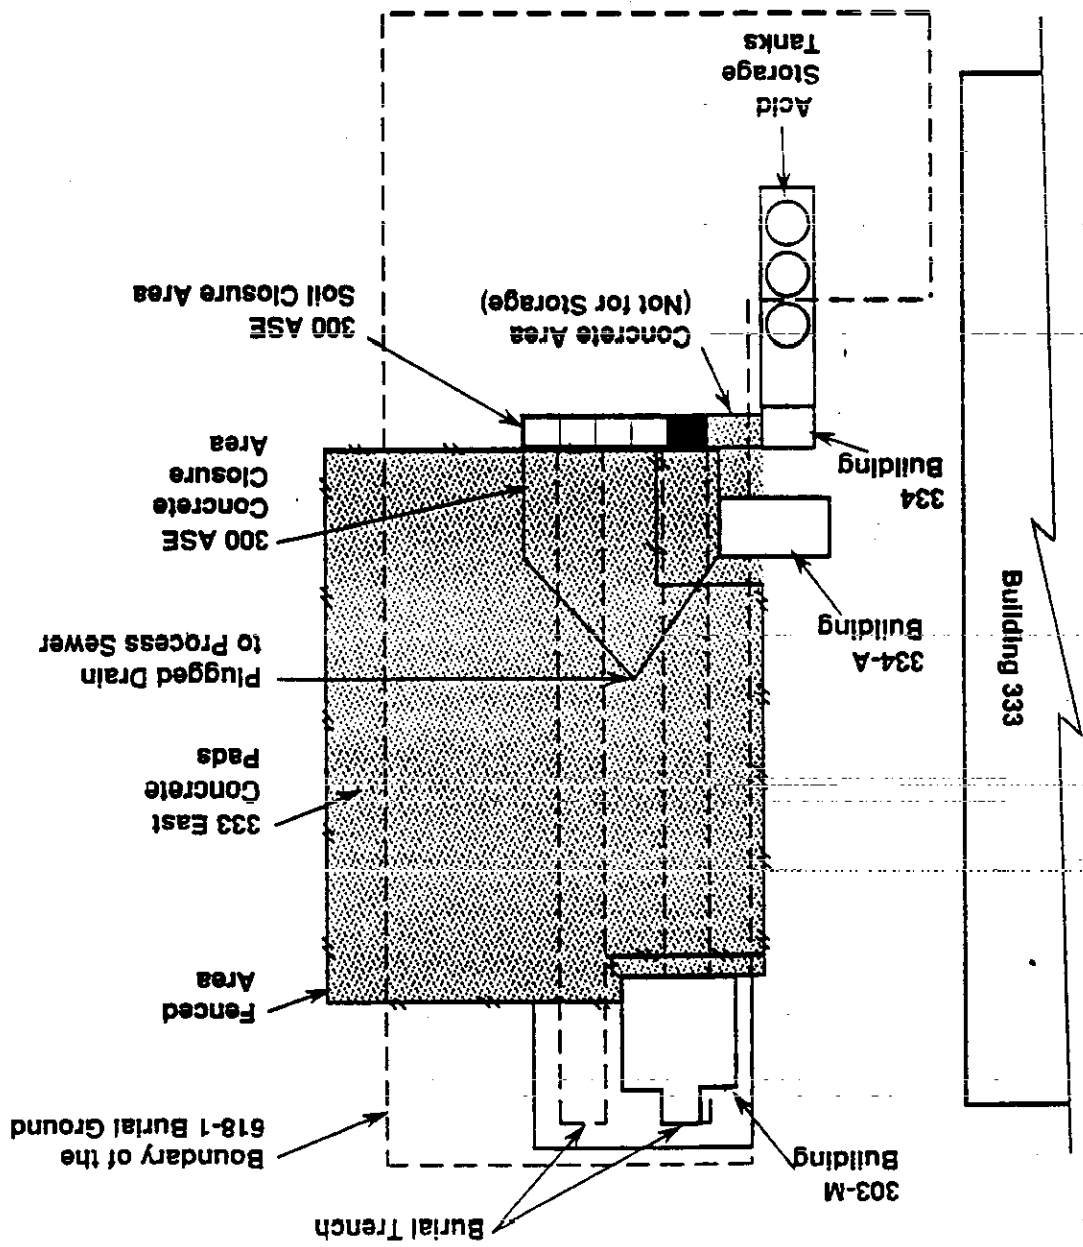 Burial Trench
303-M
Building
Boundary of the
618-1 Burial Ground
Fenced
Area
333 East
Concrete
Pads
Plugged Drain
to Process Sewer
334-A
Building
Building 333
300 ASE
Concrete
Closure
Area
334
Building
Concrete Area
(Not for Storage)
300 ASE
Soil Closure Area
Acid
Storage
Tanks